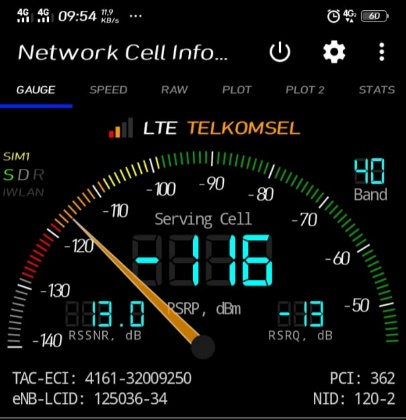 4G 4G 09:54 11.9 KB/s ... 4G 60
Network Cell Info...
GAUGE SPEED RAW PLOT PLOT 2 STATS
LTE TELKOMSEL
SIM1
S D R
IWLAN
40
Band
-140 -130 -120 -110 -100 -90 -80 -70 -60 -50
Serving Cell
-116
RSRP, dBm
13.0
RSSNR, dB
-13
RSRQ, dB
TAC-ECI: 4161-32009250 PCI: 362
eNB-LCID: 125036-34 NID: 120-2